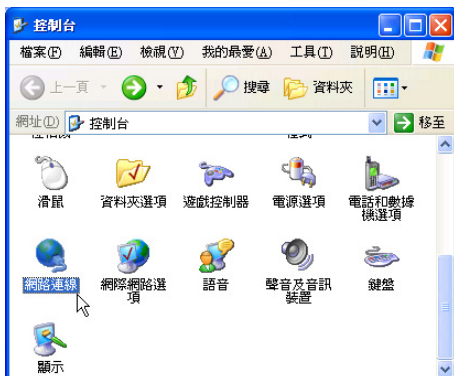 控制台
檔案(F) 編輯(E) 檢視(V) 我的最愛(A) 工具(T) 說明(H)
上一頁 搜尋 資料夾
網址(D) 控制台 移至
滑鼠 資料夾選項 遊戲控制器 電源選項 電話和數據
機選項
網路連線 網際網路選 語音 聲音及音訊 鍵盤
項 裝置
顯示